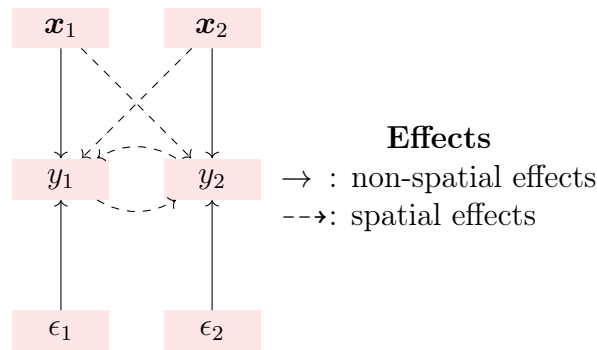 𝒙₁ 𝒙₂
Effects
y₁ y₂
→ : non-spatial effects
⇢: spatial effects
ϵ₁ ϵ₂